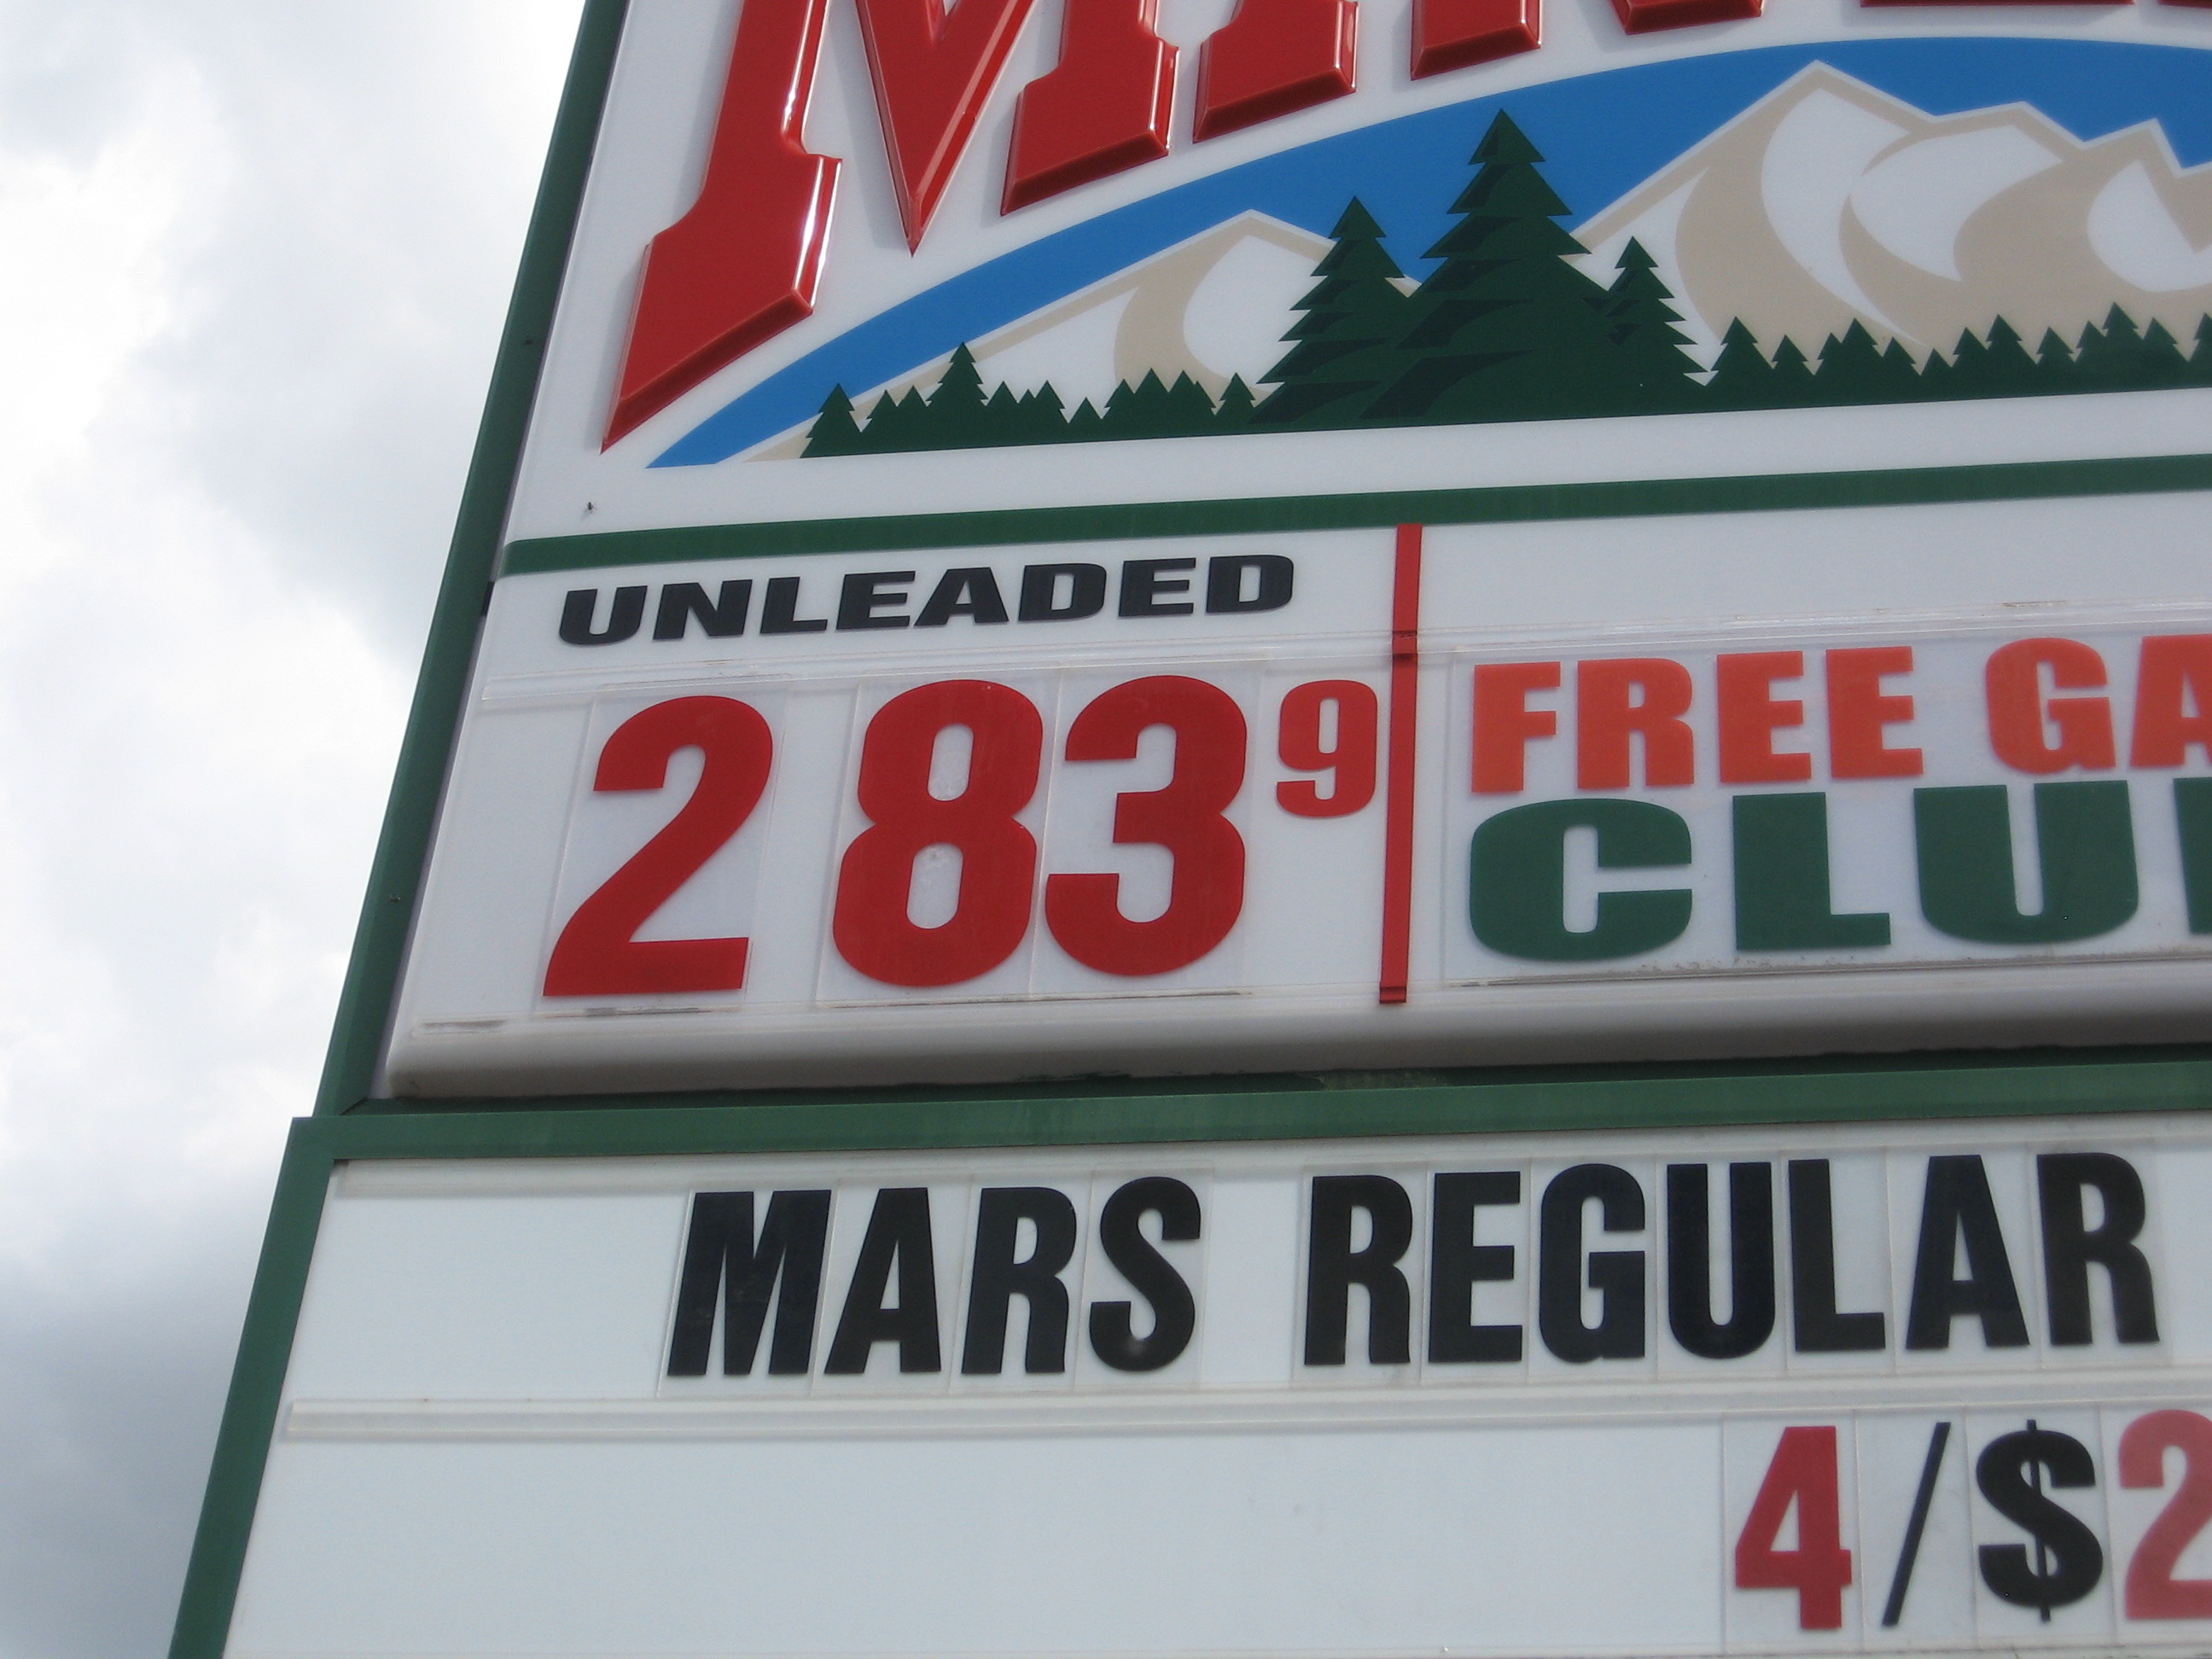 UNLEADED
2 83 9
FREE
CLU
MARS REGULAR
4/$2